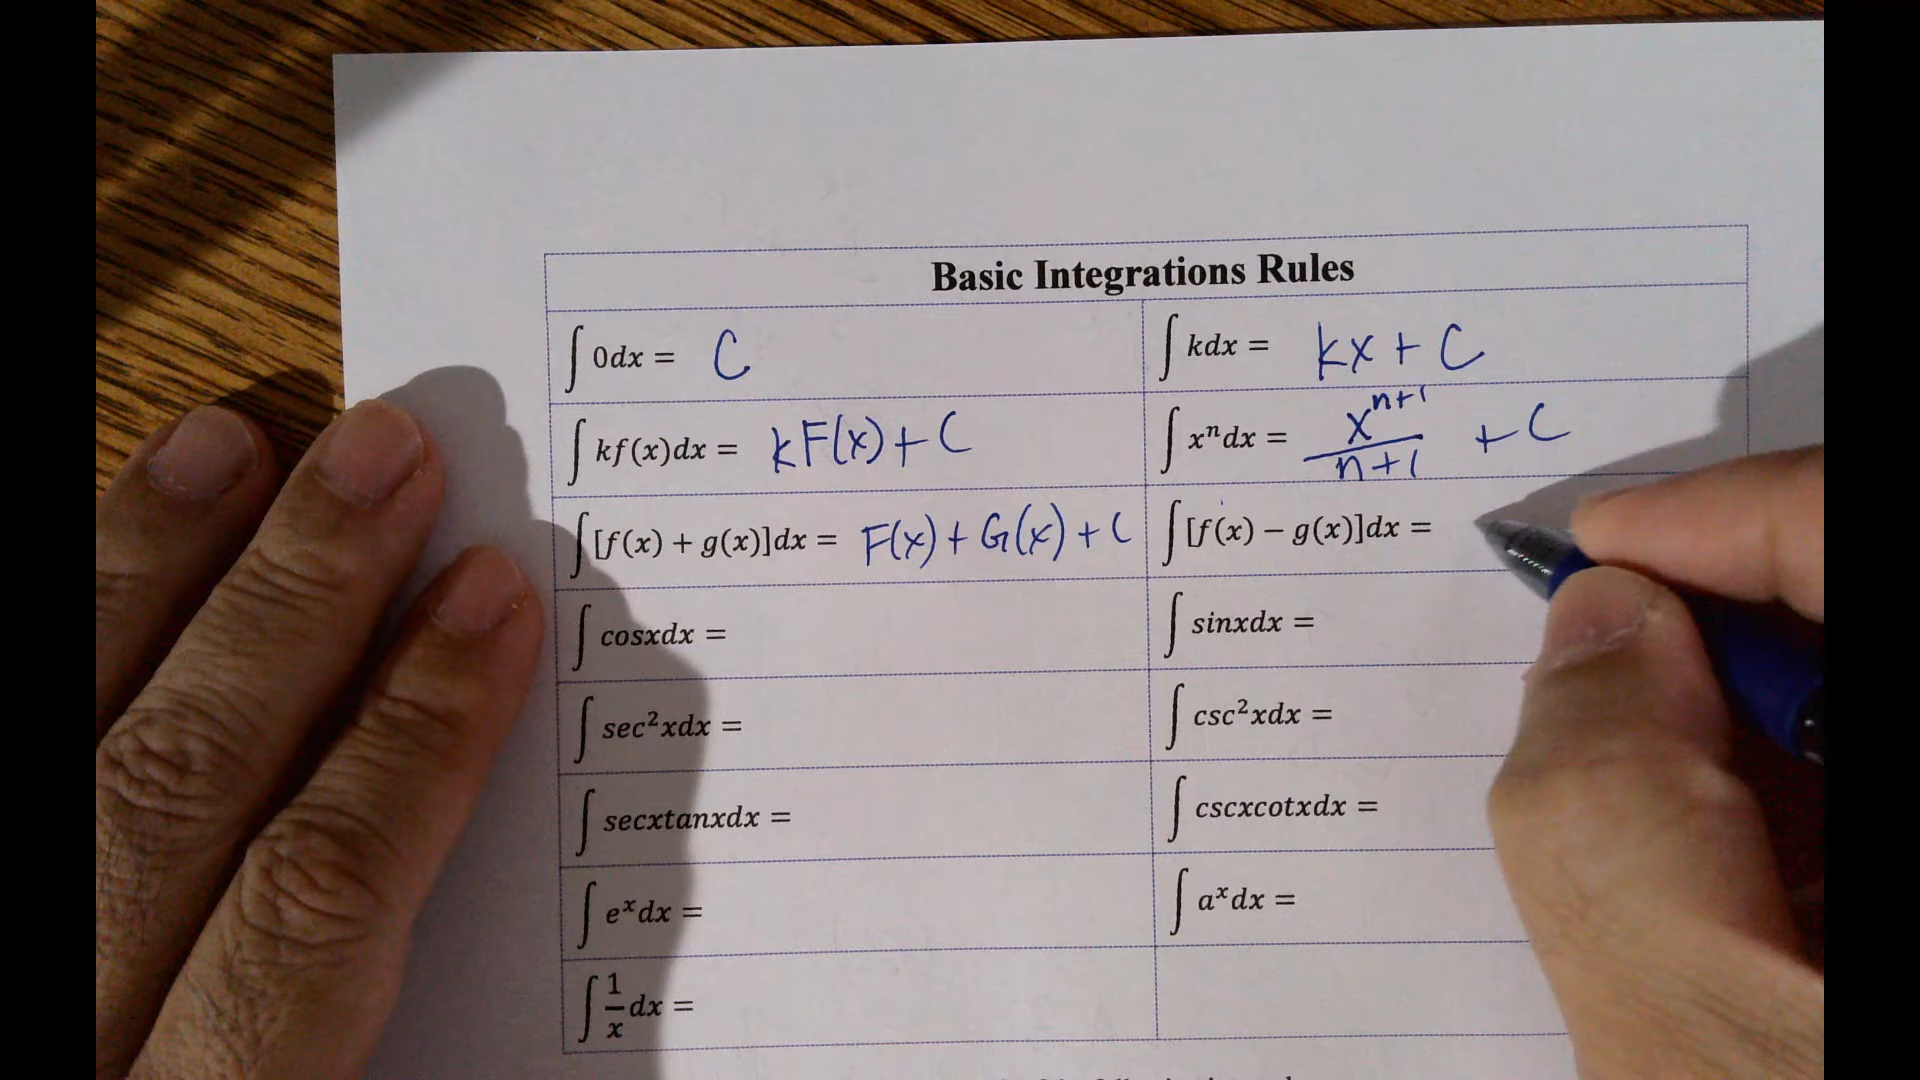 Basic Integrations Rules
∫ 0dx = C
∫ kdx = kx + C
∫ kf(x)dx = kF(x) + C
∫ xⁿdx = xⁿ⁺¹/n+1 + C
∫ [f(x) + g(x)]dx = F(x) + G(x) + C
∫ [f(x) − g(x)]dx =
∫ cosxdx =
∫ sinxdx =
∫ sec²xdx =
∫ csc²xdx =
∫ secxtanxdx =
∫ cscxcotxdx =
∫ eˣdx =
∫ aˣdx =
∫ 1/x dx =